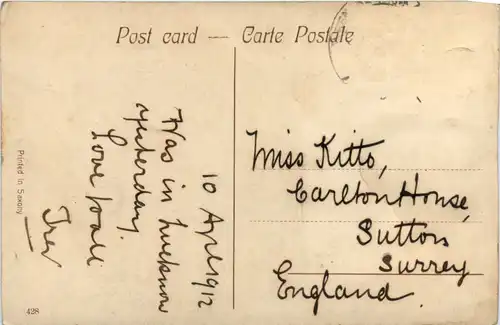 Post card — Carte Postale
10 April 1912
Was in Lucknow
yesterday.
Love to all
Trev
Miss Kitto,
Carlton House,
Sutton
Surrey
England.
Printed in Saxony
428